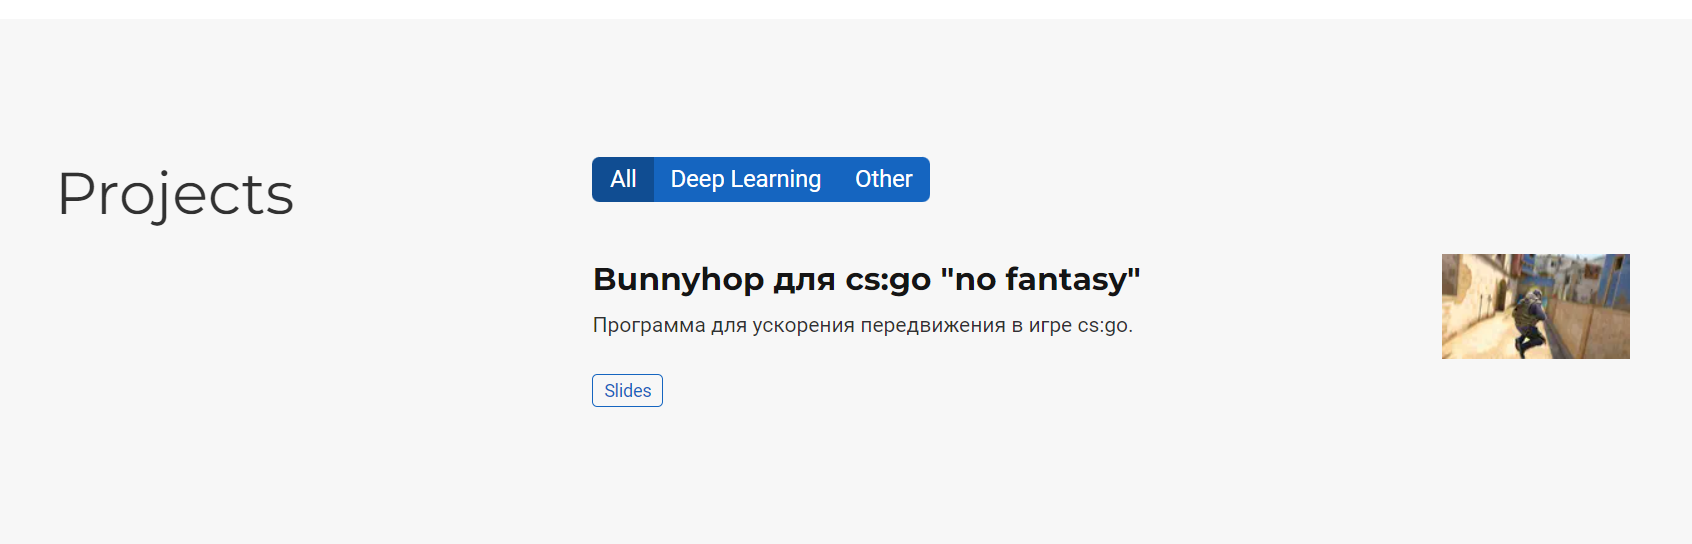 Projects
All Deep Learning Other
Bunnyhop для cs:go "no fantasy"
Программа для ускорения передвижения в игре cs:go.
Slides